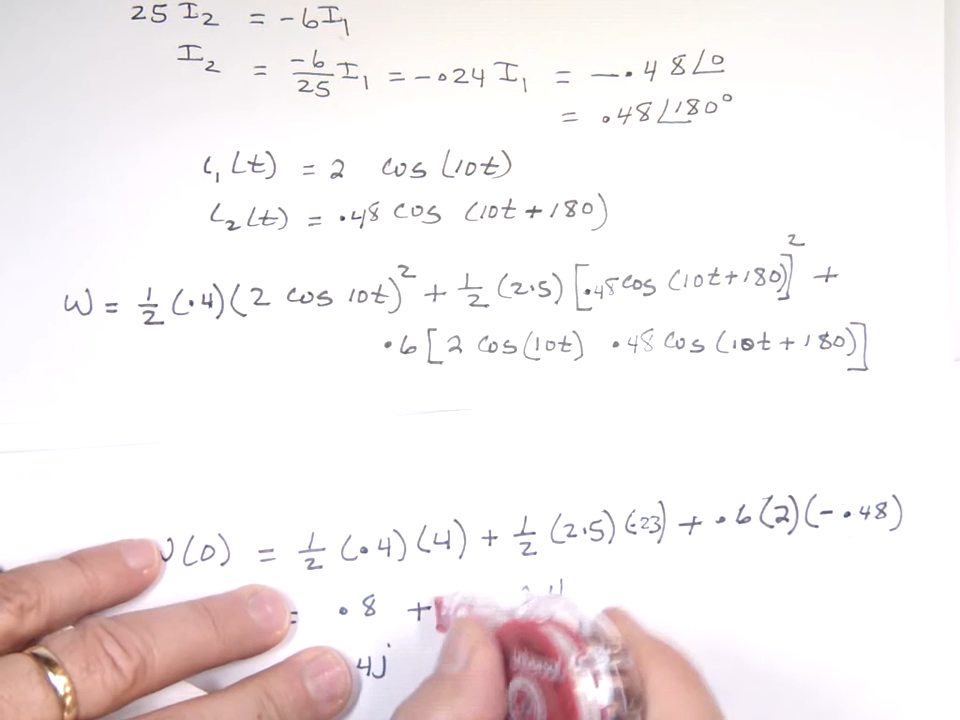 25 I₂ = -6I₁
I₂ = -6/25 I₁ = -.024 I₁ = -.48∠0
= .48∠180°
i₁(t) = 2 cos(10t)
i₂(t) = .48 cos (10t + 180)
W = 1/2 (.4)(2 cos 10t)² + 1/2 (2.5) [.48cos (10t+180)]² +
.6 [2 cos(10t) .48 cos (10t + 180)]
(0) = 1/2 (.4)(4) + 1/2 (2.5)(.23) + .6 (2)(-.48)
= .8 +
4j